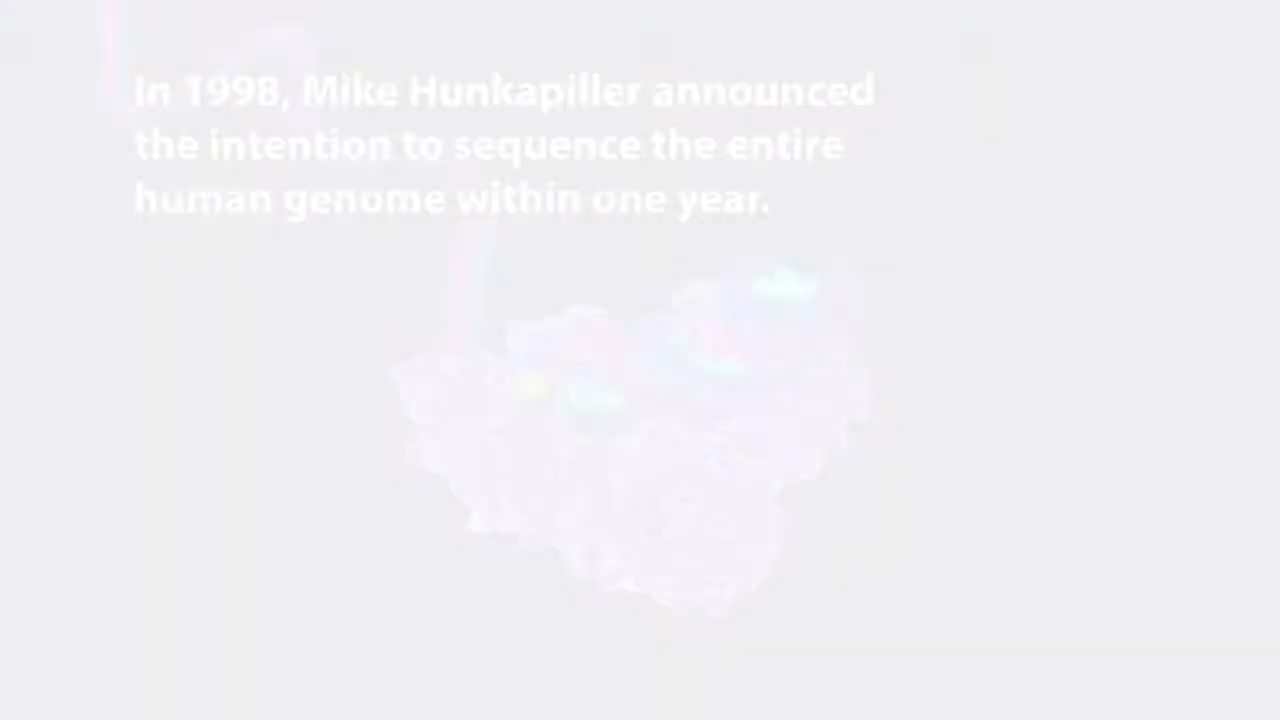 In 1998, Mike Hunkapiller announced
the intention to sequence the entire
human genome within one year.